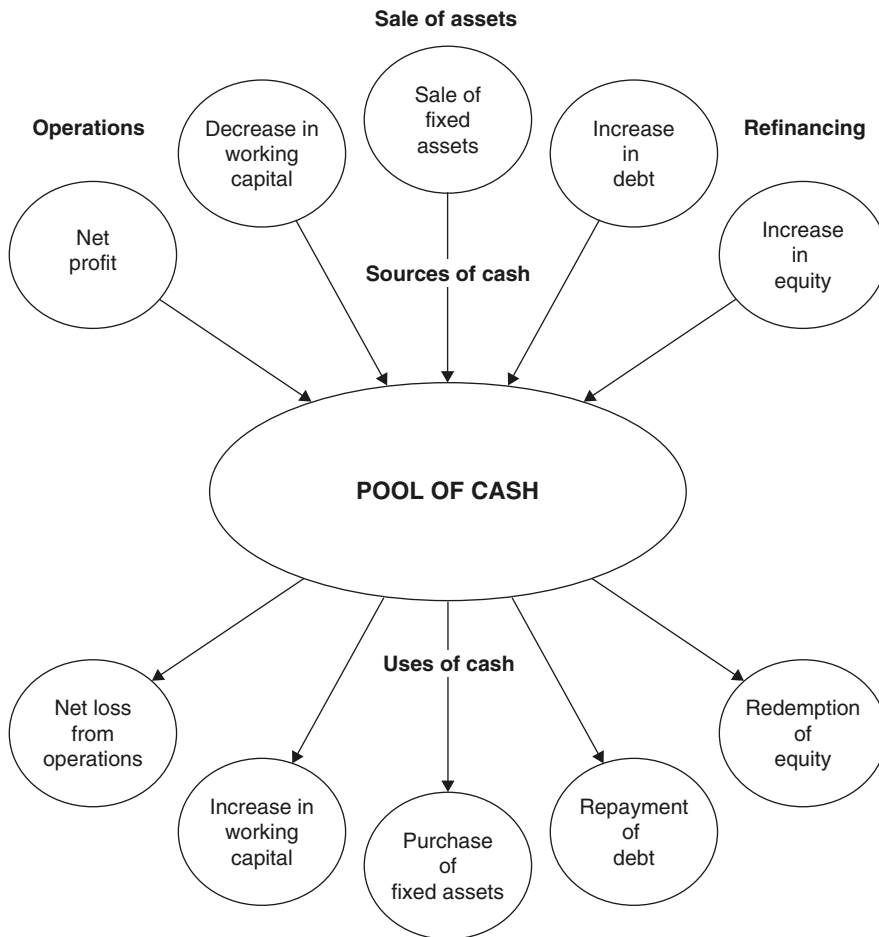 Sale of assets
Operations
Decrease in
working
capital
Sale of
fixed
assets
Increase
in
debt
Refinancing
Net
profit
Increase
in
equity
Sources of cash
POOL OF CASH
Uses of cash
Net loss
from
operations
Increase in
working
capital
Purchase
of
fixed assets
Repayment
of
debt
Redemption
of
equity